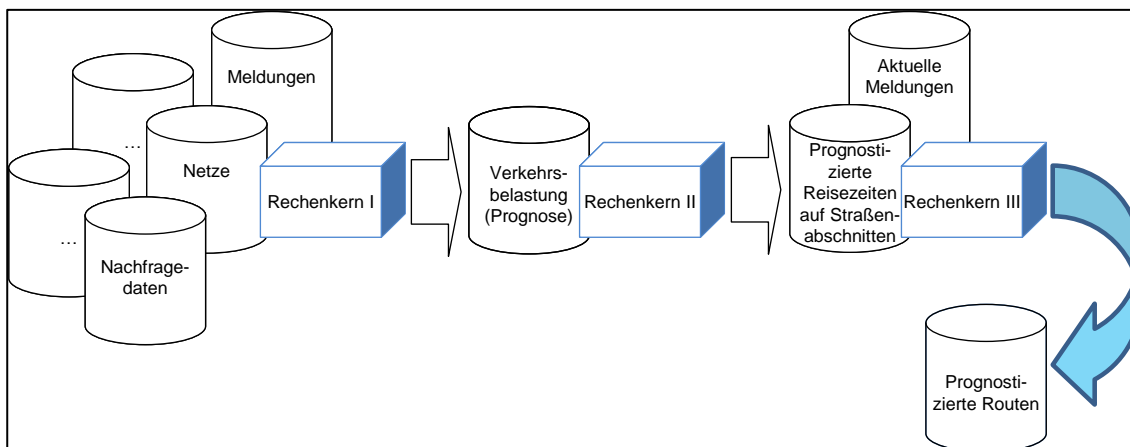 Meldungen
...
Netze
Rechenkern I
...
Nachfrage-
daten
Verkehrs-
belastung
(Prognose)
Rechenkern II
Aktuelle
Meldungen
Prognosti-
zierte
Reisezeiten
auf Straßen-
abschnitten
Rechenkern III
Prognosti-
zierte Routen